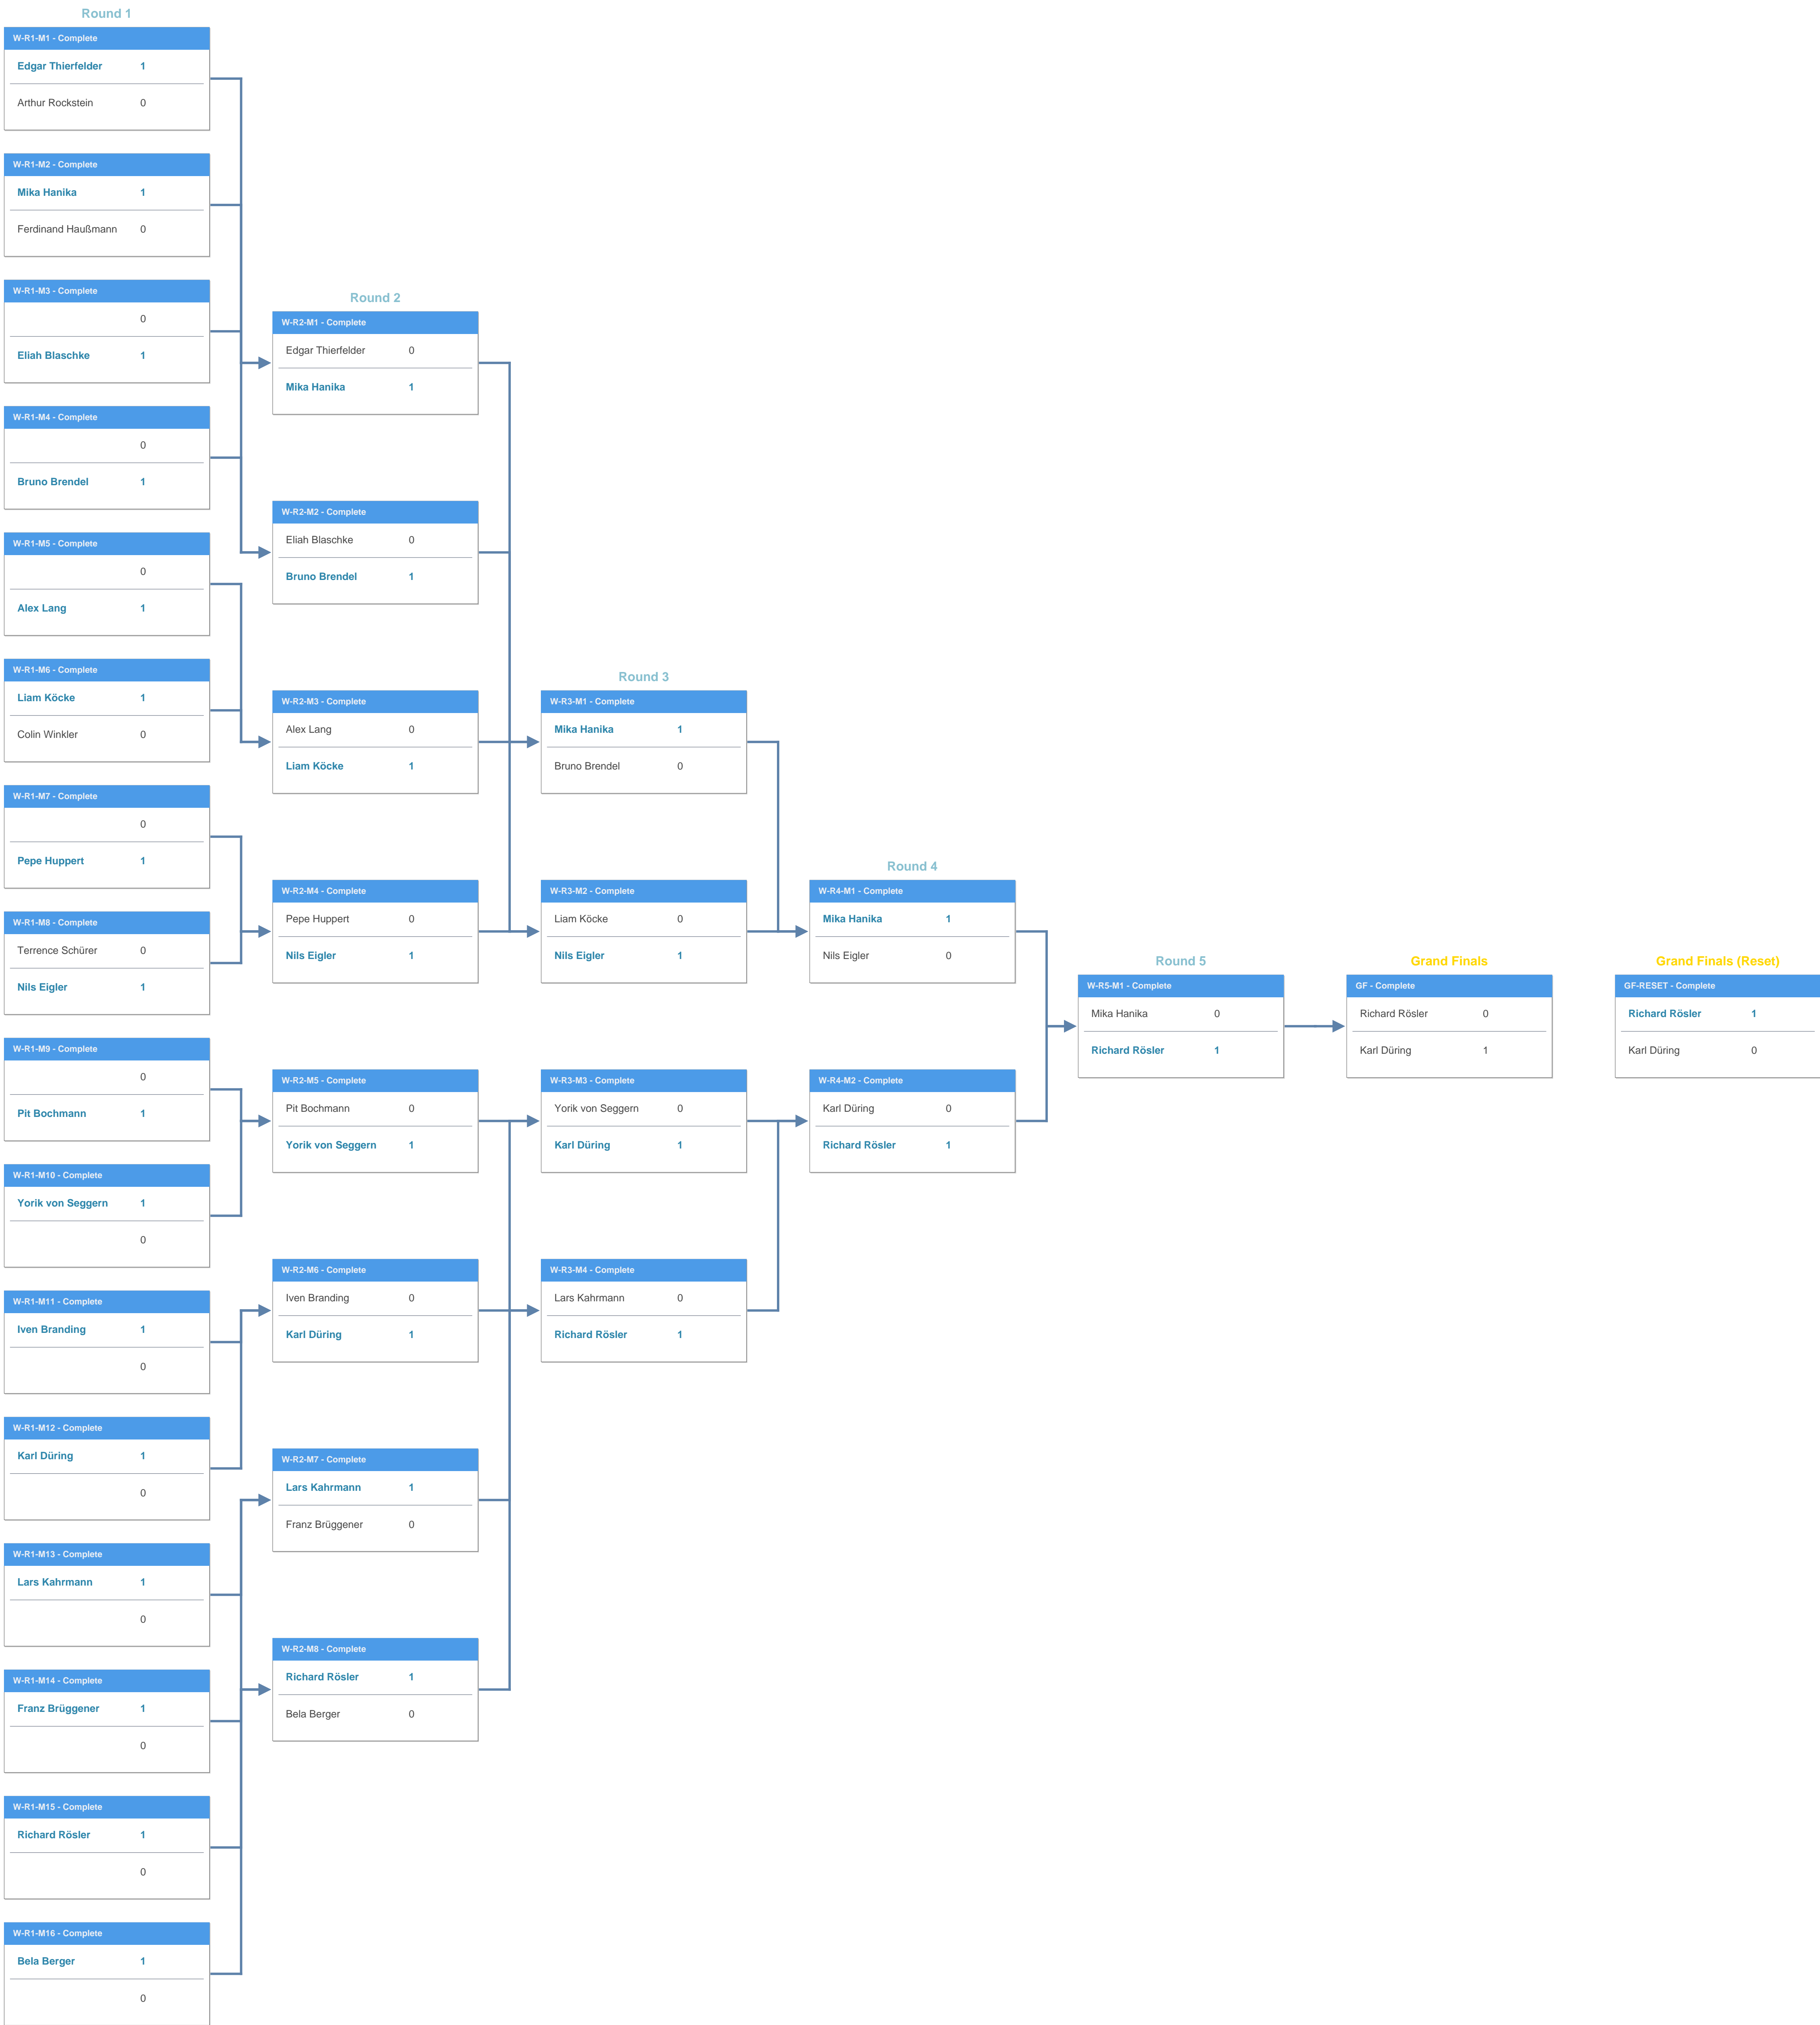 Round 1
W-R1-M1 - Complete
Edgar Thierfelder 1
Arthur Rockstein 0
W-R1-M2 - Complete
Mika Hanika 1
Ferdinand Haußmann 0
W-R1-M3 - Complete
0
Eliah Blaschke 1
W-R1-M4 - Complete
0
Bruno Brendel 1
W-R1-M5 - Complete
0
Alex Lang 1
W-R1-M6 - Complete
Liam Köcke 1
Colin Winkler 0
W-R1-M7 - Complete
0
Pepe Huppert 1
W-R1-M8 - Complete
Terrence Schürer 0
Nils Eigler 1
W-R1-M9 - Complete
0
Pit Bochmann 1
W-R1-M10 - Complete
Yorik von Seggern 1
0
W-R1-M11 - Complete
Iven Branding 1
0
W-R1-M12 - Complete
Karl Düring 1
0
W-R1-M13 - Complete
Lars Kahrmann 1
0
W-R1-M14 - Complete
Franz Brüggener 1
0
W-R1-M15 - Complete
Richard Rösler 1
0
W-R1-M16 - Complete
Bela Berger 1
0
Round 2
W-R2-M1 - Complete
Edgar Thierfelder 0
Mika Hanika 1
W-R2-M2 - Complete
Eliah Blaschke 0
Bruno Brendel 1
W-R2-M3 - Complete
Alex Lang 0
Liam Köcke 1
W-R2-M4 - Complete
Pepe Huppert 0
Nils Eigler 1
W-R2-M5 - Complete
Pit Bochmann 0
Yorik von Seggern 1
W-R2-M6 - Complete
Iven Branding 0
Karl Düring 1
W-R2-M7 - Complete
Lars Kahrmann 1
Franz Brüggener 0
W-R2-M8 - Complete
Richard Rösler 1
Bela Berger 0
Round 3
W-R3-M1 - Complete
Mika Hanika 1
Bruno Brendel 0
W-R3-M2 - Complete
Liam Köcke 0
Nils Eigler 1
W-R3-M3 - Complete
Yorik von Seggern 0
Karl Düring 1
W-R3-M4 - Complete
Lars Kahrmann 0
Richard Rösler 1
Round 4
W-R4-M1 - Complete
Mika Hanika 1
Nils Eigler 0
W-R4-M2 - Complete
Karl Düring 0
Richard Rösler 1
Round 5
W-R5-M1 - Complete
Mika Hanika 0
Richard Rösler 1
Grand Finals
GF - Complete
Richard Rösler 0
Karl Düring 1
Grand Finals (Reset)
GF-RESET - Complete
Richard Rösler 1
Karl Düring 0